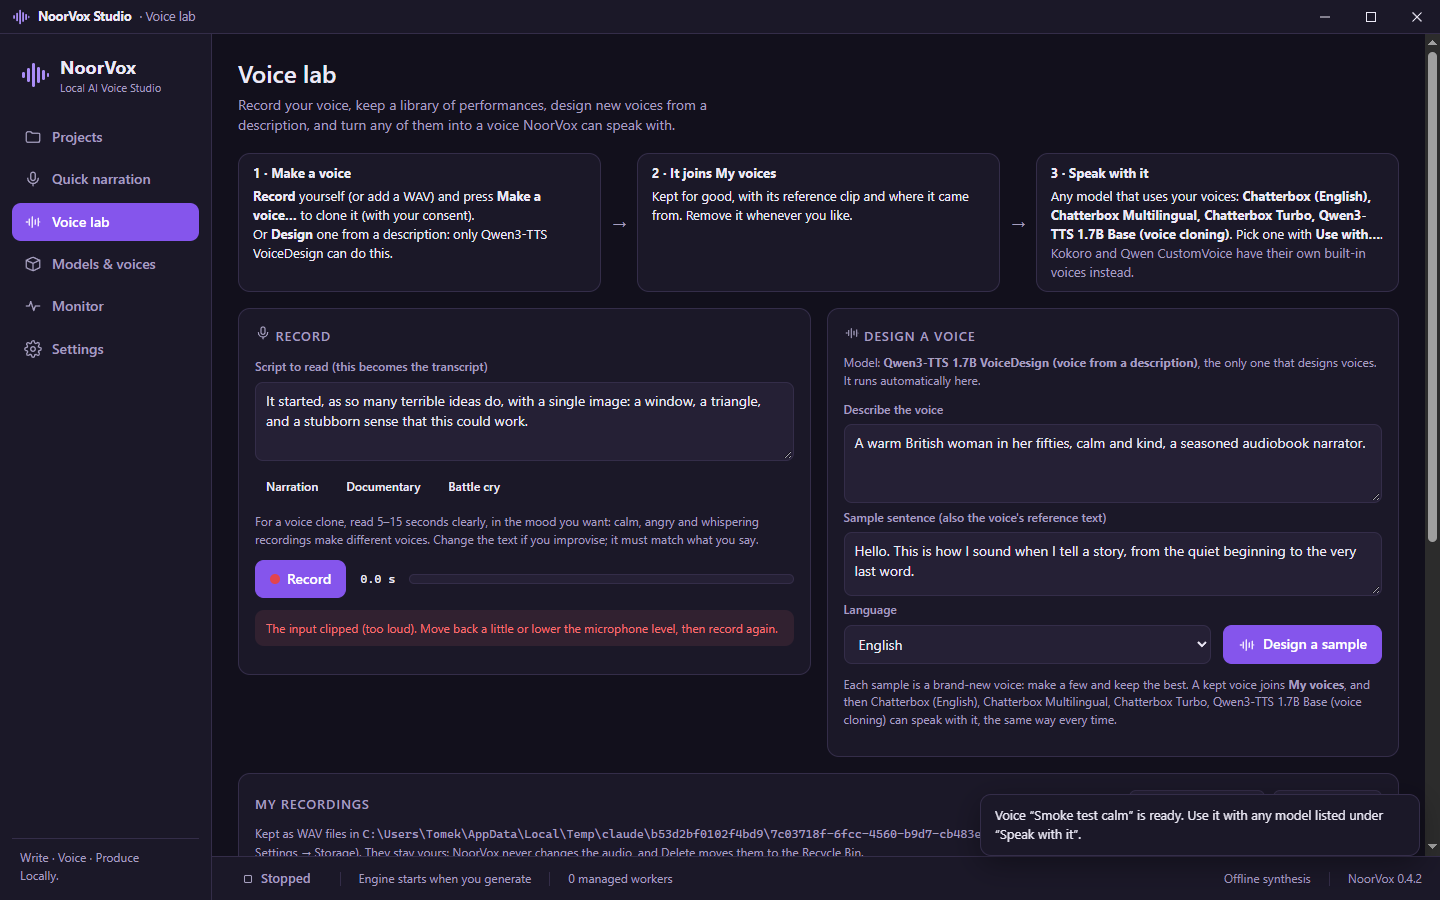 NoorVox Studio · Voice lab
NoorVox
Local AI Voice Studio
Projects
Quick narration
Voice lab
Models & voices
Monitor
Settings
Write · Voice · Produce
Locally.
Voice lab
Record your voice, keep a library of performances, design new voices from a
description, and turn any of them into a voice NoorVox can speak with.
1 · Make a voice
Record yourself (or add a WAV) and press Make a
voice... to clone it (with your consent).
Or Design one from a description: only Qwen3-TTS
VoiceDesign can do this.
→
2 · It joins My voices
Kept for good, with its reference clip and where it came
from. Remove it whenever you like.
→
3 · Speak with it
Any model that uses your voices: Chatterbox (English),
Chatterbox Multilingual, Chatterbox Turbo, Qwen3-
TTS 1.7B Base (voice cloning). Pick one with Use with....
Kokoro and Qwen CustomVoice have their own built-in
voices instead.
RECORD
Script to read (this becomes the transcript)
It started, as so many terrible ideas do, with a single image: a window, a triangle,
and a stubborn sense that this could work.
Narration Documentary Battle cry
For a voice clone, read 5–15 seconds clearly, in the mood you want: calm, angry and whispering
recordings make different voices. Change the text if you improvise; it must match what you say.
Record 0.0 s
The input clipped (too loud). Move back a little or lower the microphone level, then record again.
DESIGN A VOICE
Model: Qwen3-TTS 1.7B VoiceDesign (voice from a description), the only one that designs voices.
It runs automatically here.
Describe the voice
A warm British woman in her fifties, calm and kind, a seasoned audiobook narrator.
Sample sentence (also the voice's reference text)
Hello. This is how I sound when I tell a story, from the quiet beginning to the very
last word.
Language
English
Design a sample
Each sample is a brand-new voice: make a few and keep the best. A kept voice joins My voices, and
then Chatterbox (English), Chatterbox Multilingual, Chatterbox Turbo, Qwen3-TTS 1.7B Base (voice
cloning) can speak with it, the same way every time.
MY RECORDINGS
Kept as WAV files in C:\Users\Tomek\AppData\Local\Temp\claude\b53d2bf0102f4bd9\7c03718f-6fcc-4560-b9d7-cb483e
Settings → Storage). They stay yours: NoorVox never changes the audio, and Delete moves them to the Recycle Bin.
Voice “Smoke test calm” is ready. Use it with any model listed under
“Speak with it”.
Stopped
Engine starts when you generate
0 managed workers
Offline synthesis
NoorVox 0.4.2